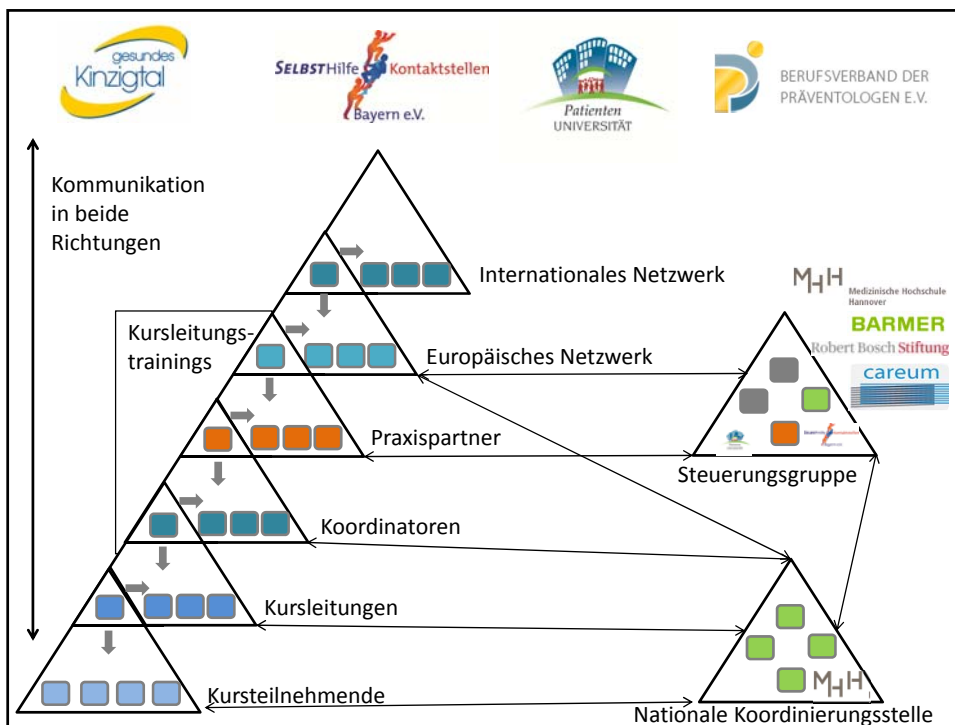 gesundes
Kinzigtal
SELBSTHilfe Kontaktstellen
Bayern e.V.
Patienten
UNIVERSITÄT
BERUFSVERBAND DER
PRÄVENTOLOGEN E.V.
Kommunikation
in beide
Richtungen
Internationales Netzwerk
Kursleitungs-
trainings
Europäisches Netzwerk
Praxispartner
Koordinatoren
Kursleitungen
Kursteilnehmende
MHH
Medizinische Hochschule
Hannover
BARMER
Robert Bosch Stiftung
careum
Steuerungsgruppe
MHH
Nationale Koordinierungsstelle